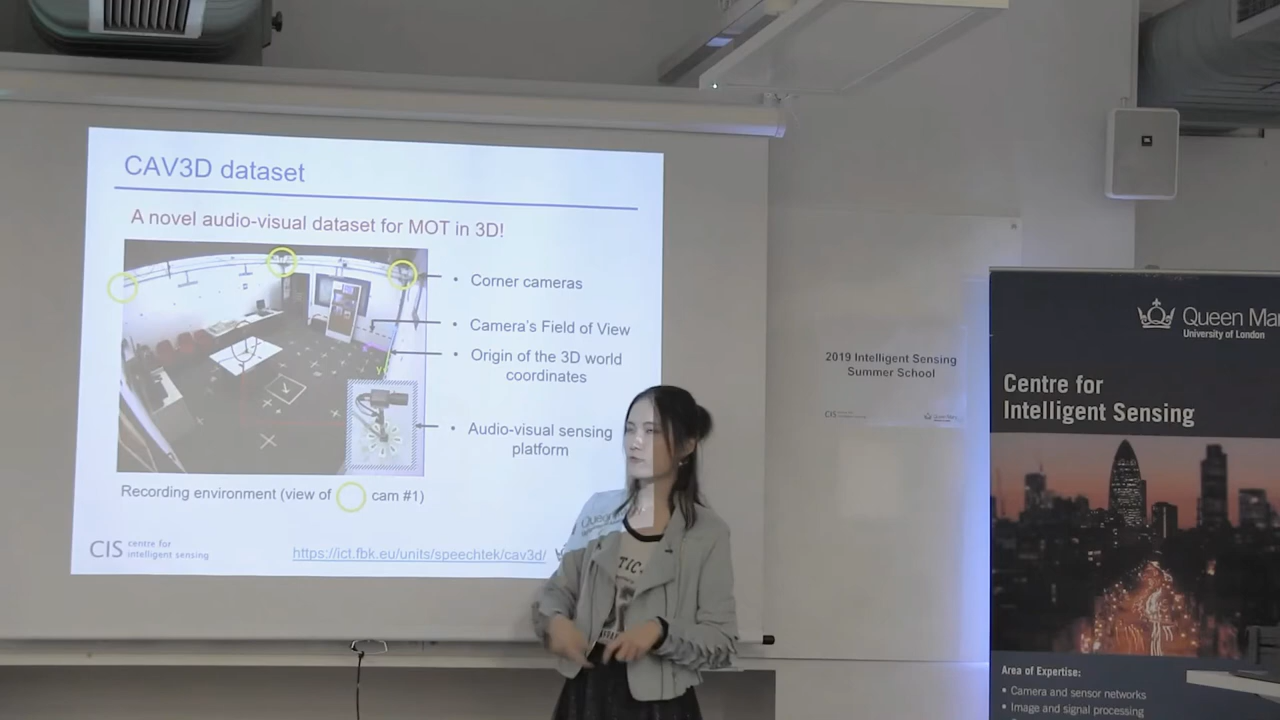 CAV3D dataset
A novel audio-visual dataset for MOT in 3D!
• Corner cameras
• Camera's Field of View
• Origin of the 3D world
coordinates
• Audio-visual sensing
platform
Recording environment (view of cam #1)
CIS centre for
intelligent sensing
https://ict.fbk.eu/units/speechtek/cav3d/
Queen
TIC
2019 Intelligent Sensing
Summer School
CIS
Queen Mar
University of London
Centre for
Intelligent Sensing
Area of Expertise:
• Camera and sensor networks
• Image and signal processing